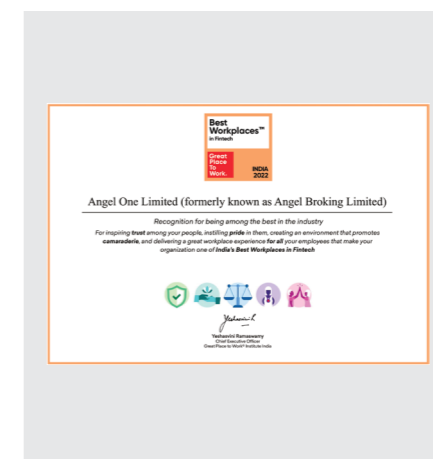 Best
Workplaces™
in Fintech
Great
Place
To
Work.
INDIA
2022
Angel One Limited (formerly known as Angel Broking Limited)
Recognition for being among the best in the industry
For inspiring trust among your people, instilling pride in them, creating an environment that promotes
camaraderie, and delivering a great workplace experience for all your employees that make your
organization one of India's Best Workplaces in Fintech
Yeshasvini R
Yeshasvini Ramaswamy
Chief Executive Officer
Great Place to Work® Institute India